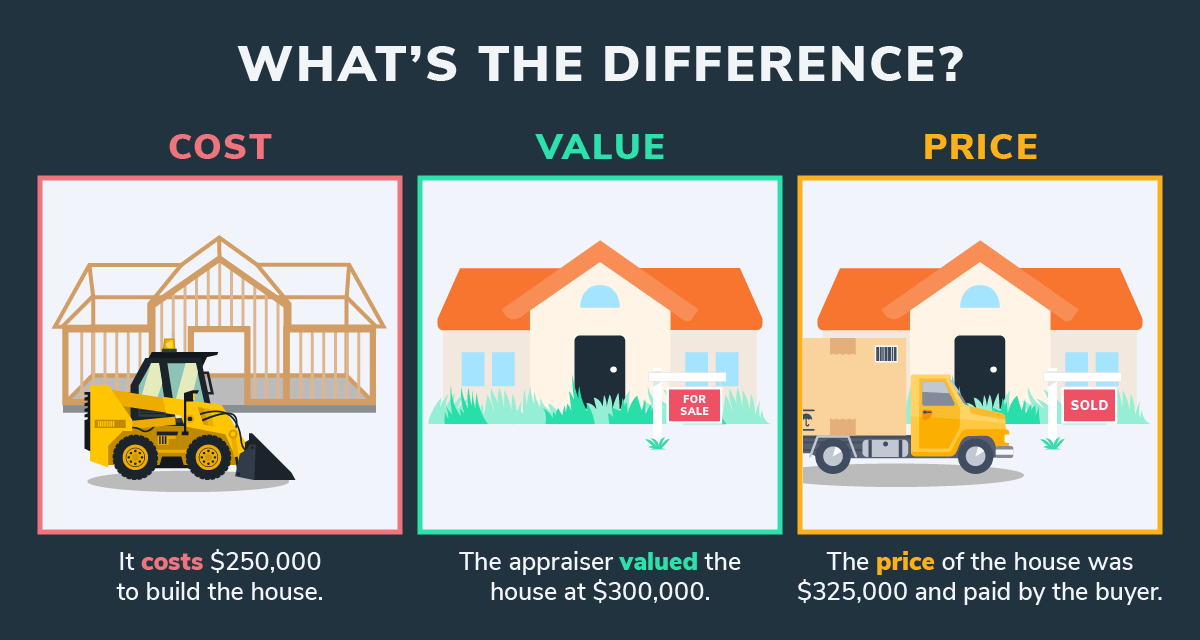 WHAT'S THE DIFFERENCE?
COST
VALUE
PRICE
FOR
SALE
SOLD
It costs $250,000
to build the house.
The appraiser valued the
house at $300,000.
The price of the house was
$325,000 and paid by the buyer.